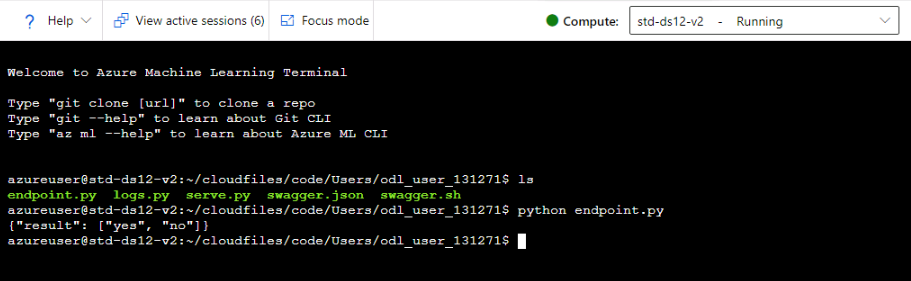 ? Help View active sessions (6) Focus mode Compute: std-ds12-v2 - Running
Welcome to Azure Machine Learning Terminal
Type "git clone [url]" to clone a repo
Type "git --help" to learn about Git CLI
Type "az ml --help" to learn about Azure ML CLI
azureuser@std-ds12-v2:~/cloudfiles/code/Users/odl_user_131271$ ls
endpoint.py logs.py serve.py swagger.json swagger.sh
azureuser@std-ds12-v2:~/cloudfiles/code/Users/odl_user_131271$ python endpoint.py
{"result": ["yes", "no"]}
azureuser@std-ds12-v2:~/cloudfiles/code/Users/odl_user_131271$